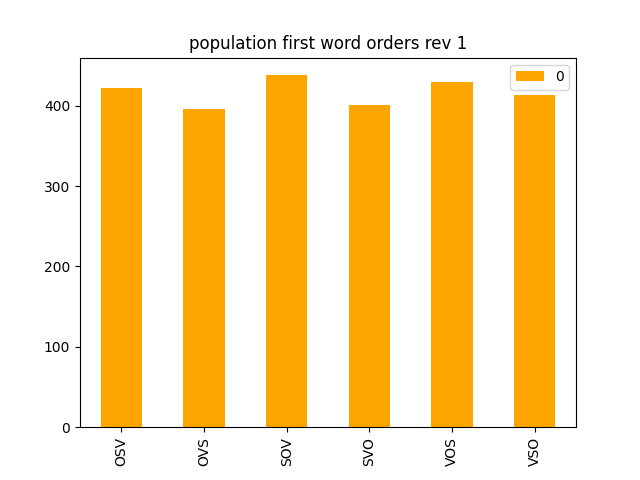 population first word orders rev 1
0
400
300
200
100
0
OSV
OVS
SOV
SVO
VOS
VSO